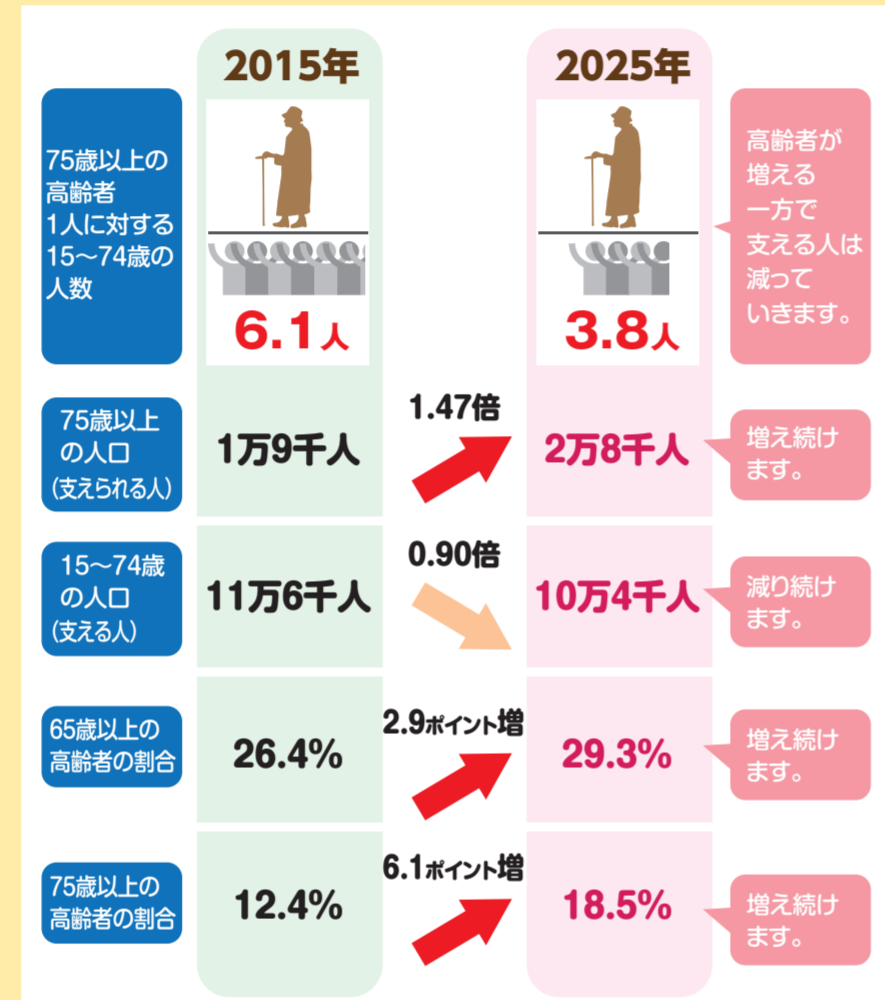 2015年
2025年
75歳以上の
高齢者
1人に対する
15～74歳の
人数
6.1人
3.8人
高齢者が
増える
一方で
支える人は
減って
いきます。
75歳以上
の人口
(支えられる人)
1万9千人
1.47倍
2万8千人
増え続け
ます。
15～74歳
の人口
(支える人)
11万6千人
0.90倍
10万4千人
減り続け
ます。
65歳以上の
高齢者の割合
26.4%
2.9ポイント増
29.3%
増え続け
ます。
75歳以上の
高齢者の割合
12.4%
6.1ポイント増
18.5%
増え続け
ます。